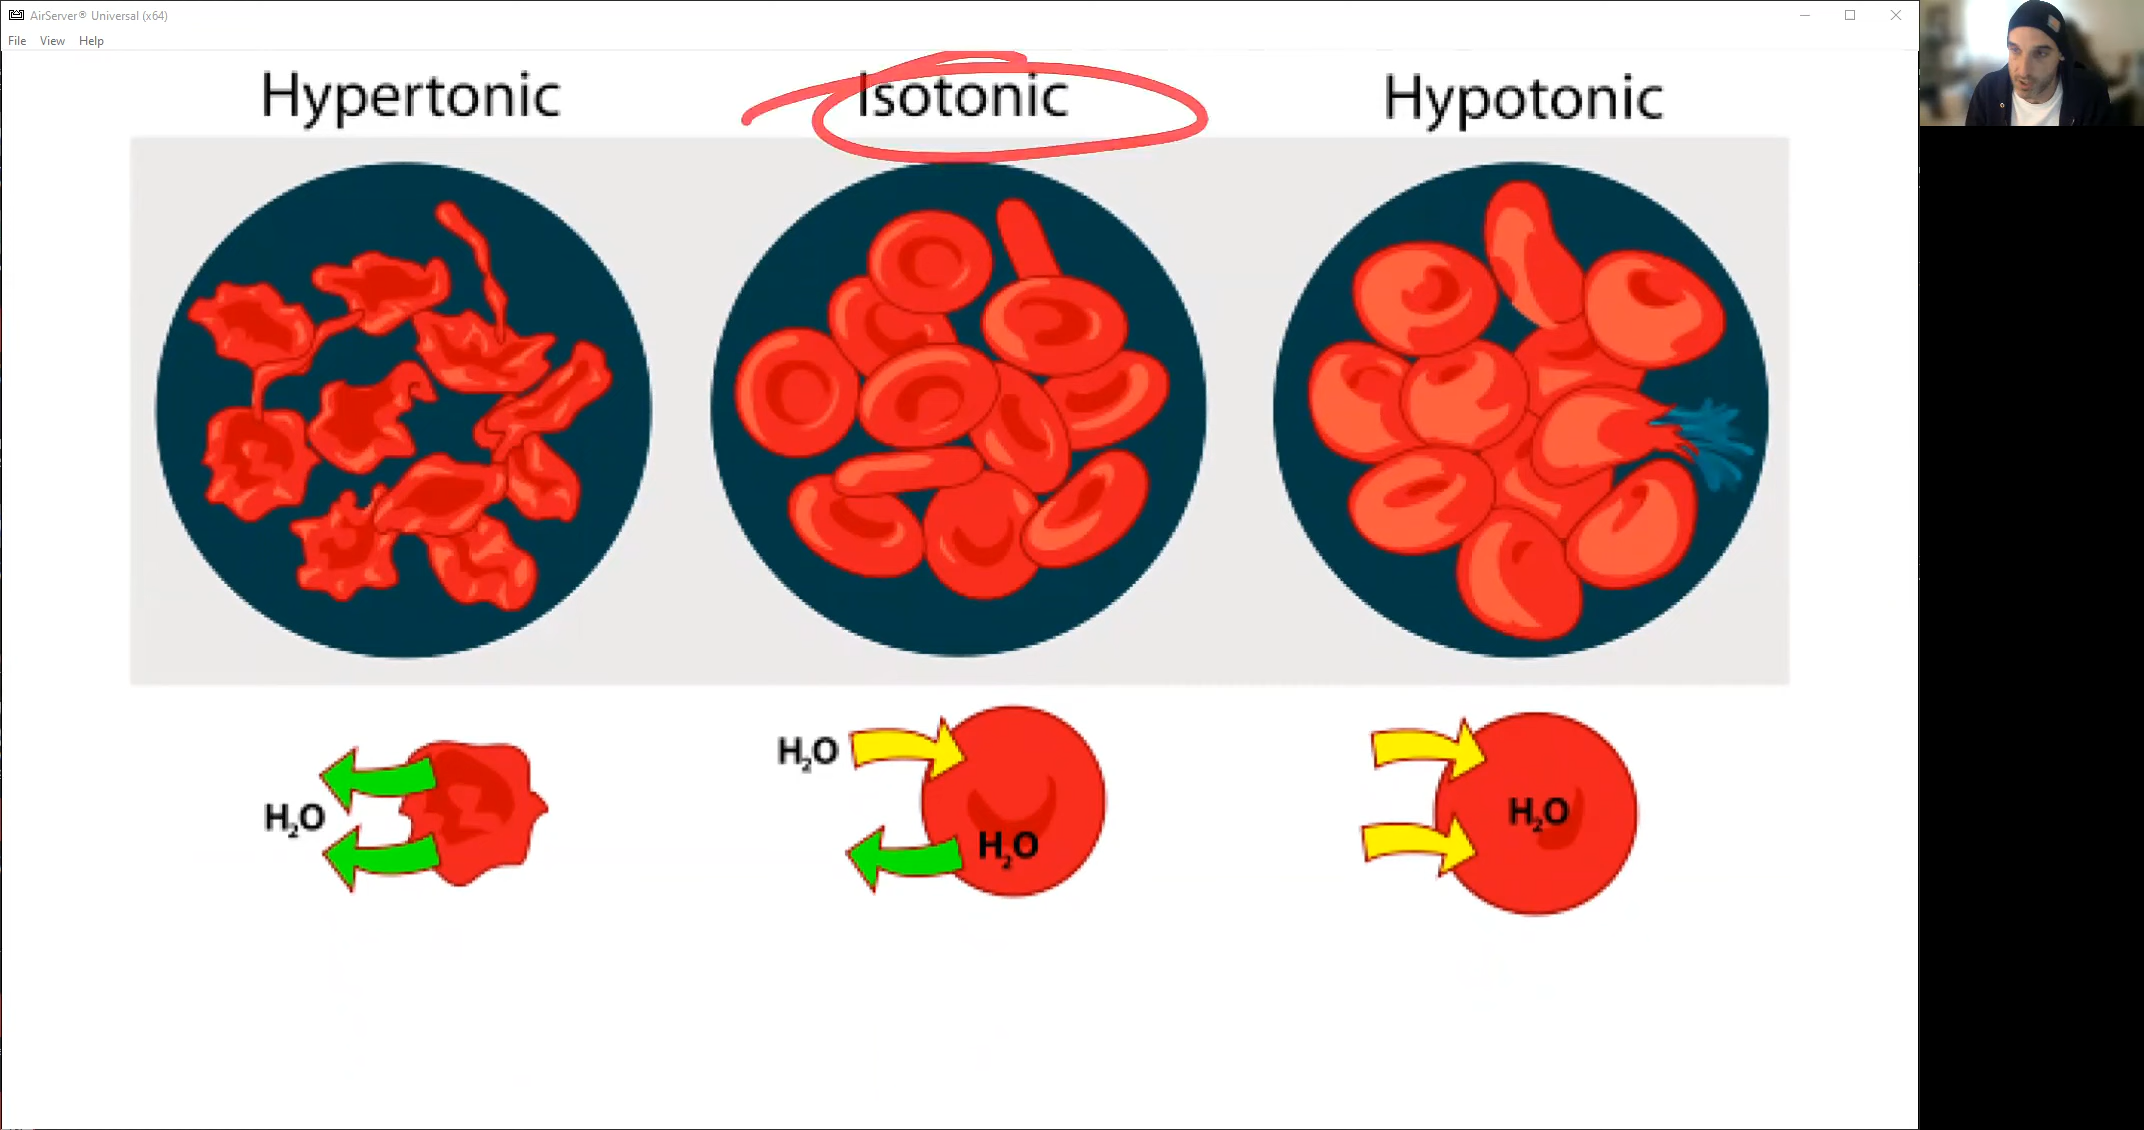 AirServer® Universal (x64)
File View Help
Hypertonic Isotonic Hypotonic
H₂O H₂O H₂O H₂O